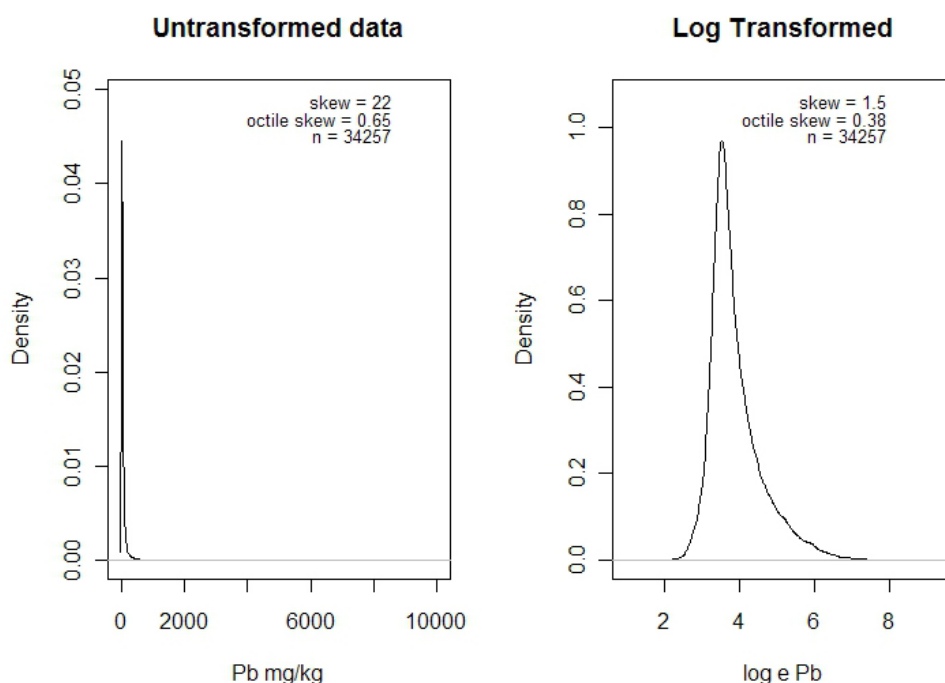 Untransformed data
skew = 22
octile skew = 0.65
n = 34257
0.05
0.04
0.03
0.02
0.01
0.00
Density
0 2000 6000 10000
Pb mg/kg
Log Transformed
skew = 1.5
octile skew = 0.38
n = 34257
1.0
0.8
0.6
0.4
0.2
0.0
Density
2 4 6 8
log e Pb